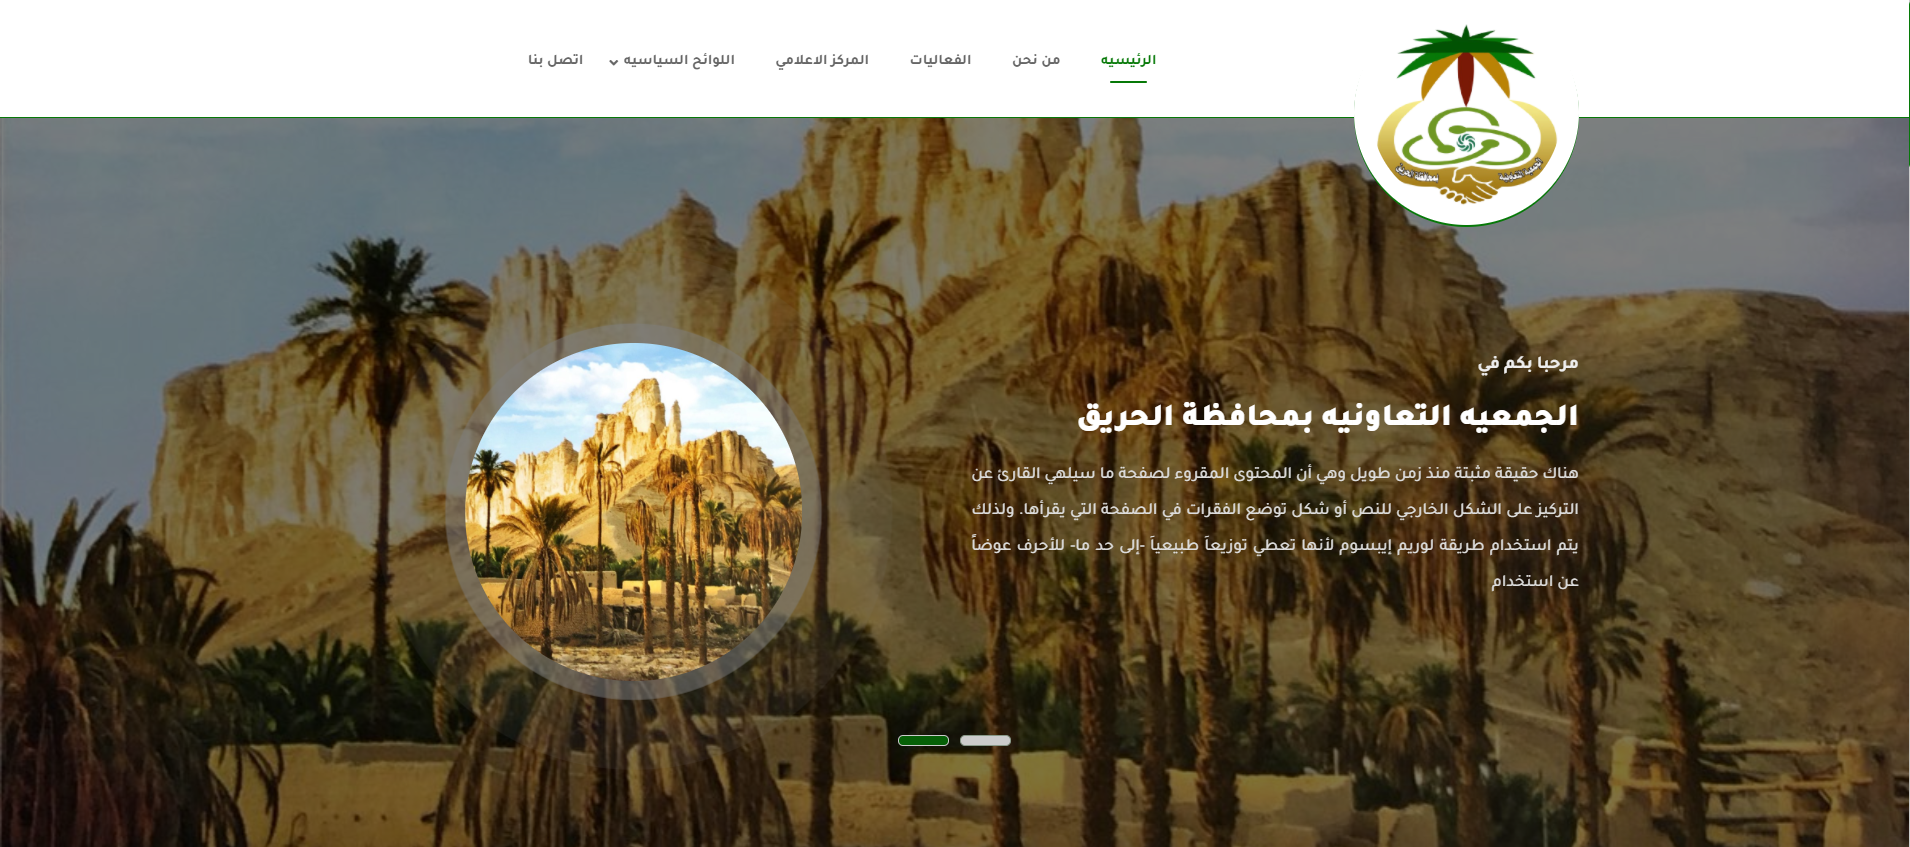 الرئيسيه
من نحن
الفعاليات
المركز الاعلامي
اللوائح السياسيه
اتصل بنا
الجمعيه التعاونيه
بمحافظة الحريق
مرحبا بكم في
الجمعيه التعاونيه بمحافظة الحريق
هناك حقيقة مثبتة منذ زمن طويل وهي أن المحتوى المقروء لصفحة ما سيلهي القارئ عن
التركيز على الشكل الخارجي للنص أو شكل توضع الفقرات في الصفحة التي يقرأها. ولذلك
يتم استخدام طريقة لوريم إيبسوم لأنها تعطي توزيعاَ طبيعياَ -إلى حد ما- للأحرف عوضاً
عن استخدام